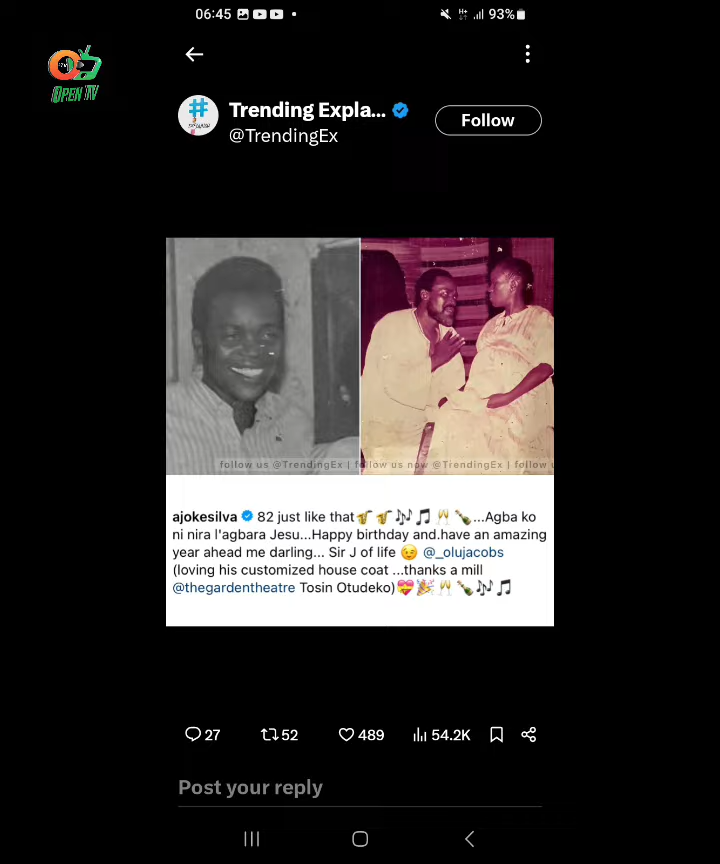 06:45
93%
OPEN TV
Trending Expla...
Follow
@TrendingEx
follow us @TrendingEx | follow us now @TrendingEx | follow u
ajokesilva 82 just like that🎷🎷🎶🎵🥂🍾...Agba ko
ni nira l'agbara Jesu...Happy birthday and.have an amazing
year ahead me darling... Sir J of life 😉 @_olujacobs
(loving his customized house coat ...thanks a mill
@thegardentheatre Tosin Otudeko)💝🎉🥂🍾🎶🎵
27 52 489 54.2K
Post your reply